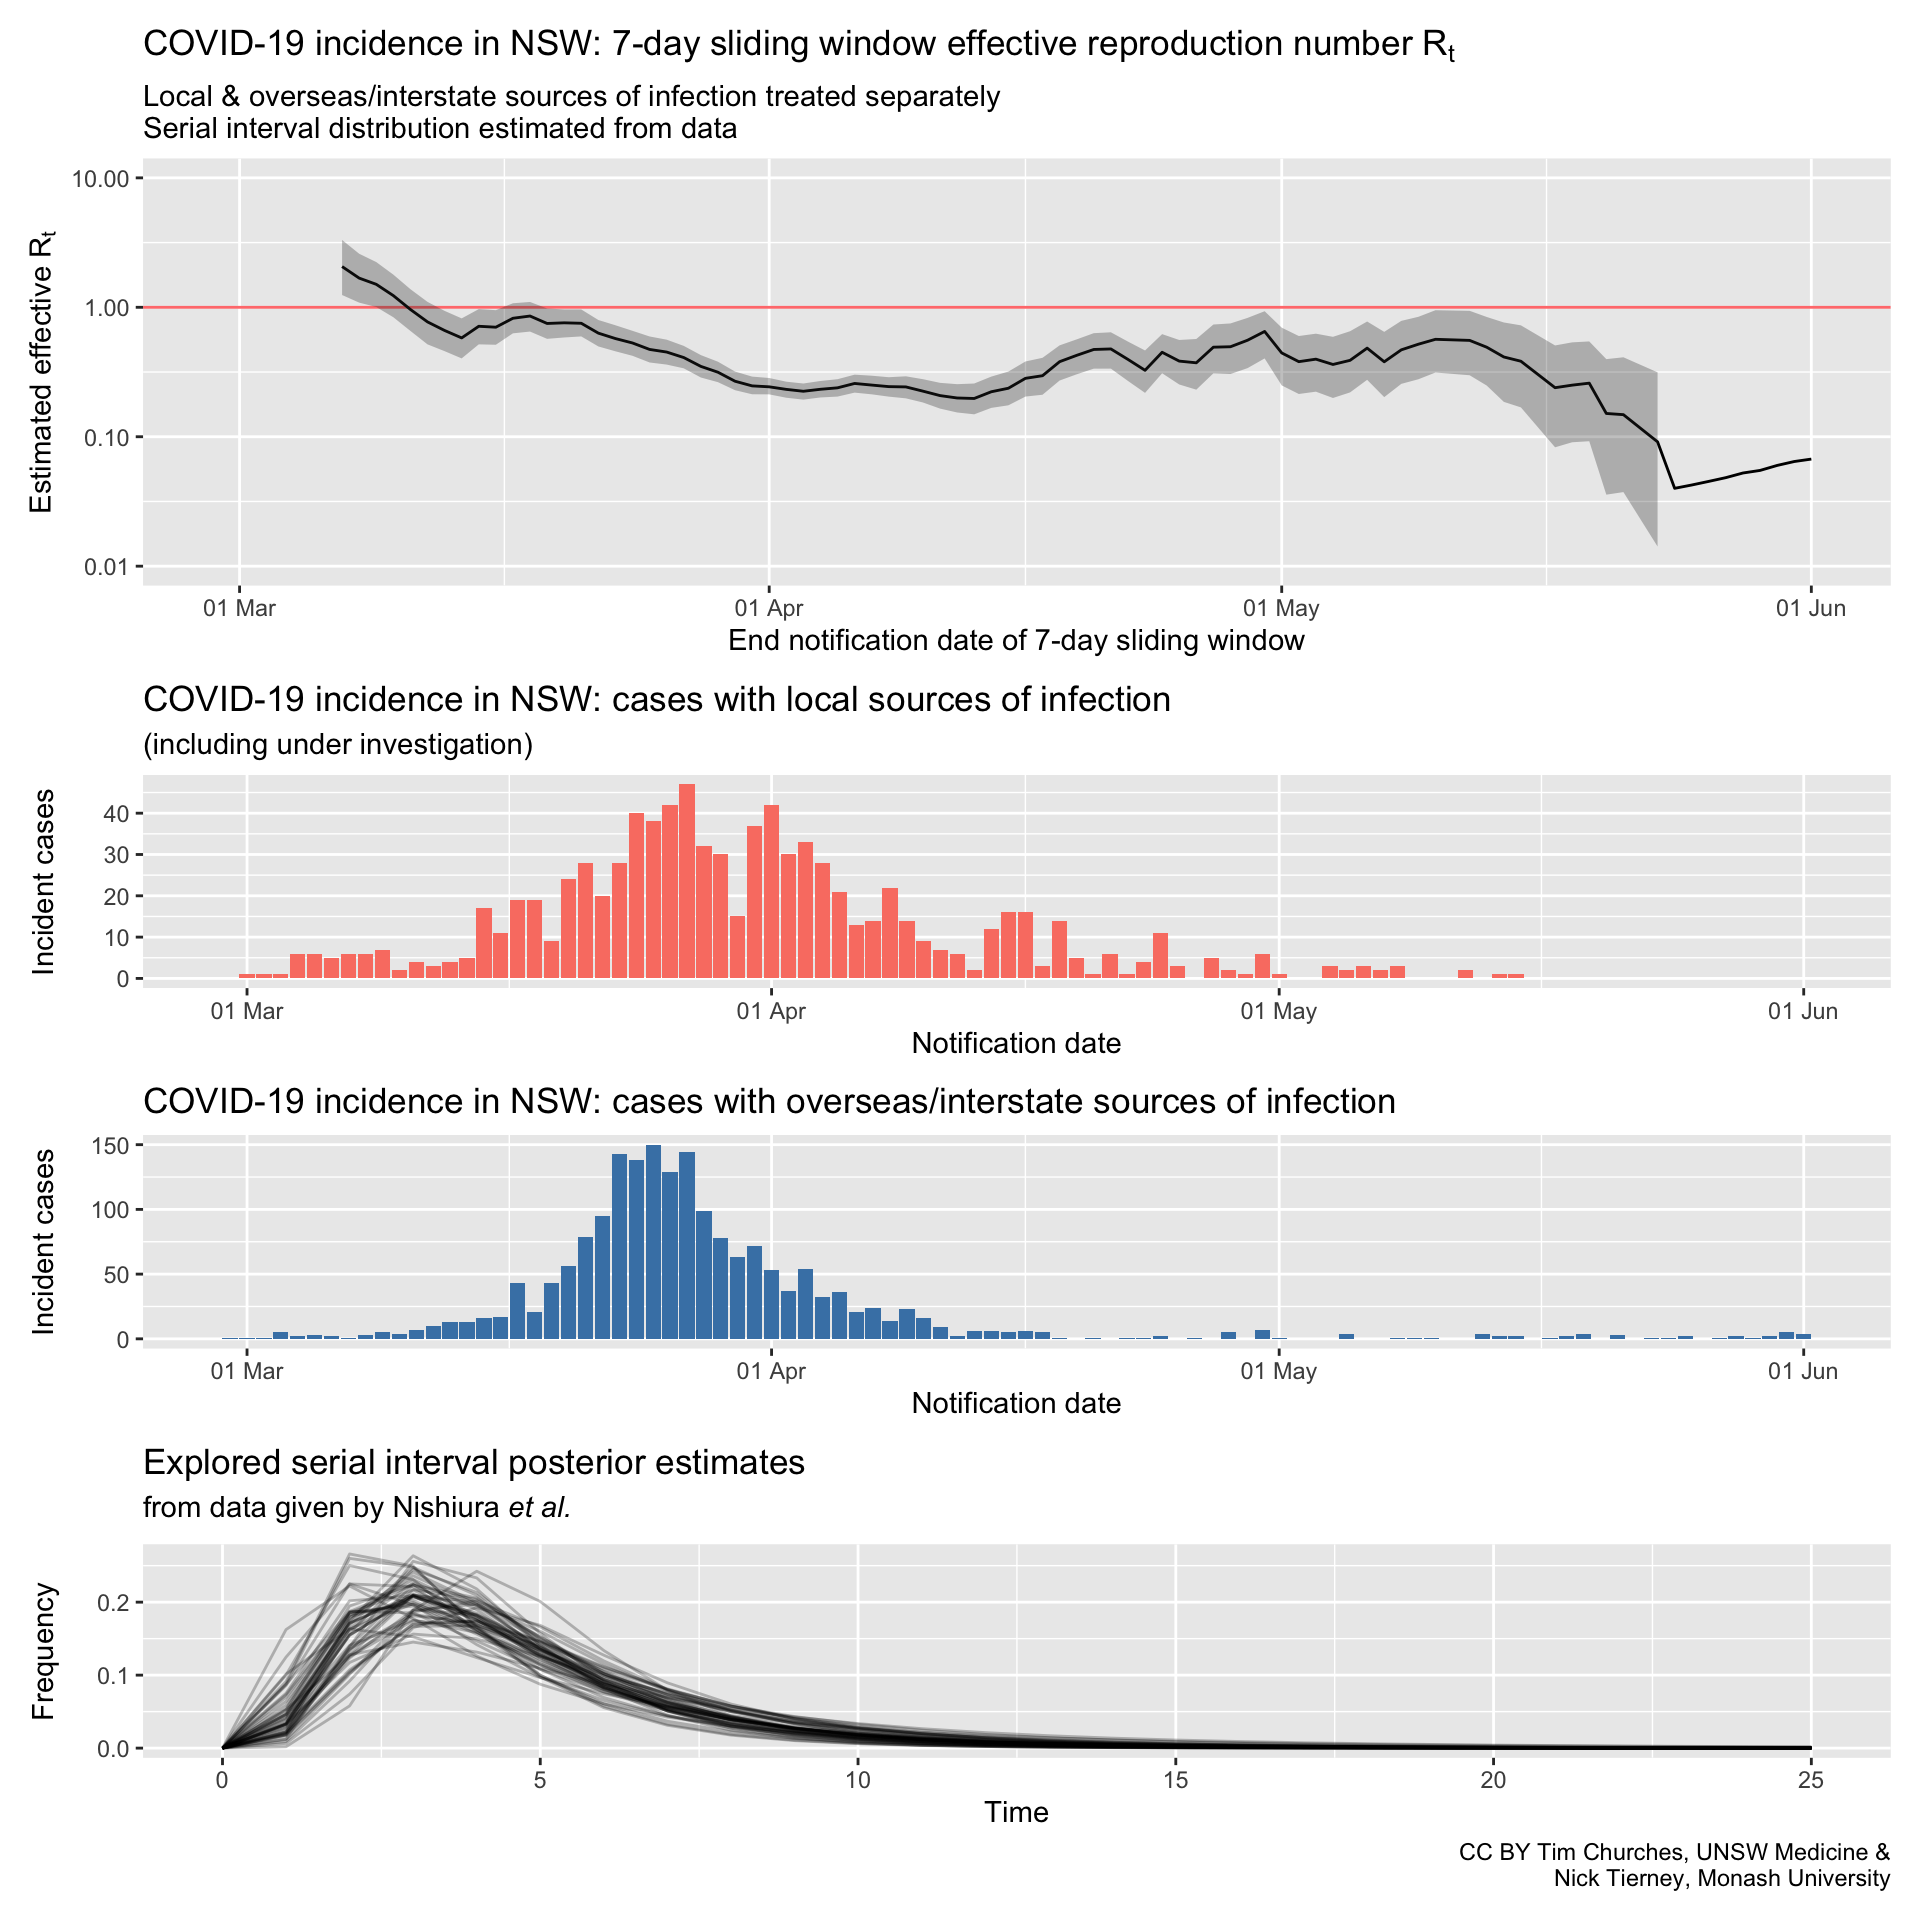 COVID-19 incidence in NSW: 7-day sliding window effective reproduction number Rt
Local & overseas/interstate sources of infection treated separately
Serial interval distribution estimated from data
Estimated effective Rt
10.00
1.00
0.10
0.01
01 Mar 01 Apr 01 May 01 Jun
End notification date of 7-day sliding window
COVID-19 incidence in NSW: cases with local sources of infection
(including under investigation)
Incident cases
40
30
20
10
0
01 Mar 01 Apr 01 May 01 Jun
Notification date
COVID-19 incidence in NSW: cases with overseas/interstate sources of infection
Incident cases
150
100
50
0
01 Mar 01 Apr 01 May 01 Jun
Notification date
Explored serial interval posterior estimates
from data given by Nishiura et al.
Frequency
0.2
0.1
0.0
0 5 10 15 20 25
Time
CC BY Tim Churches, UNSW Medicine &
Nick Tierney, Monash University